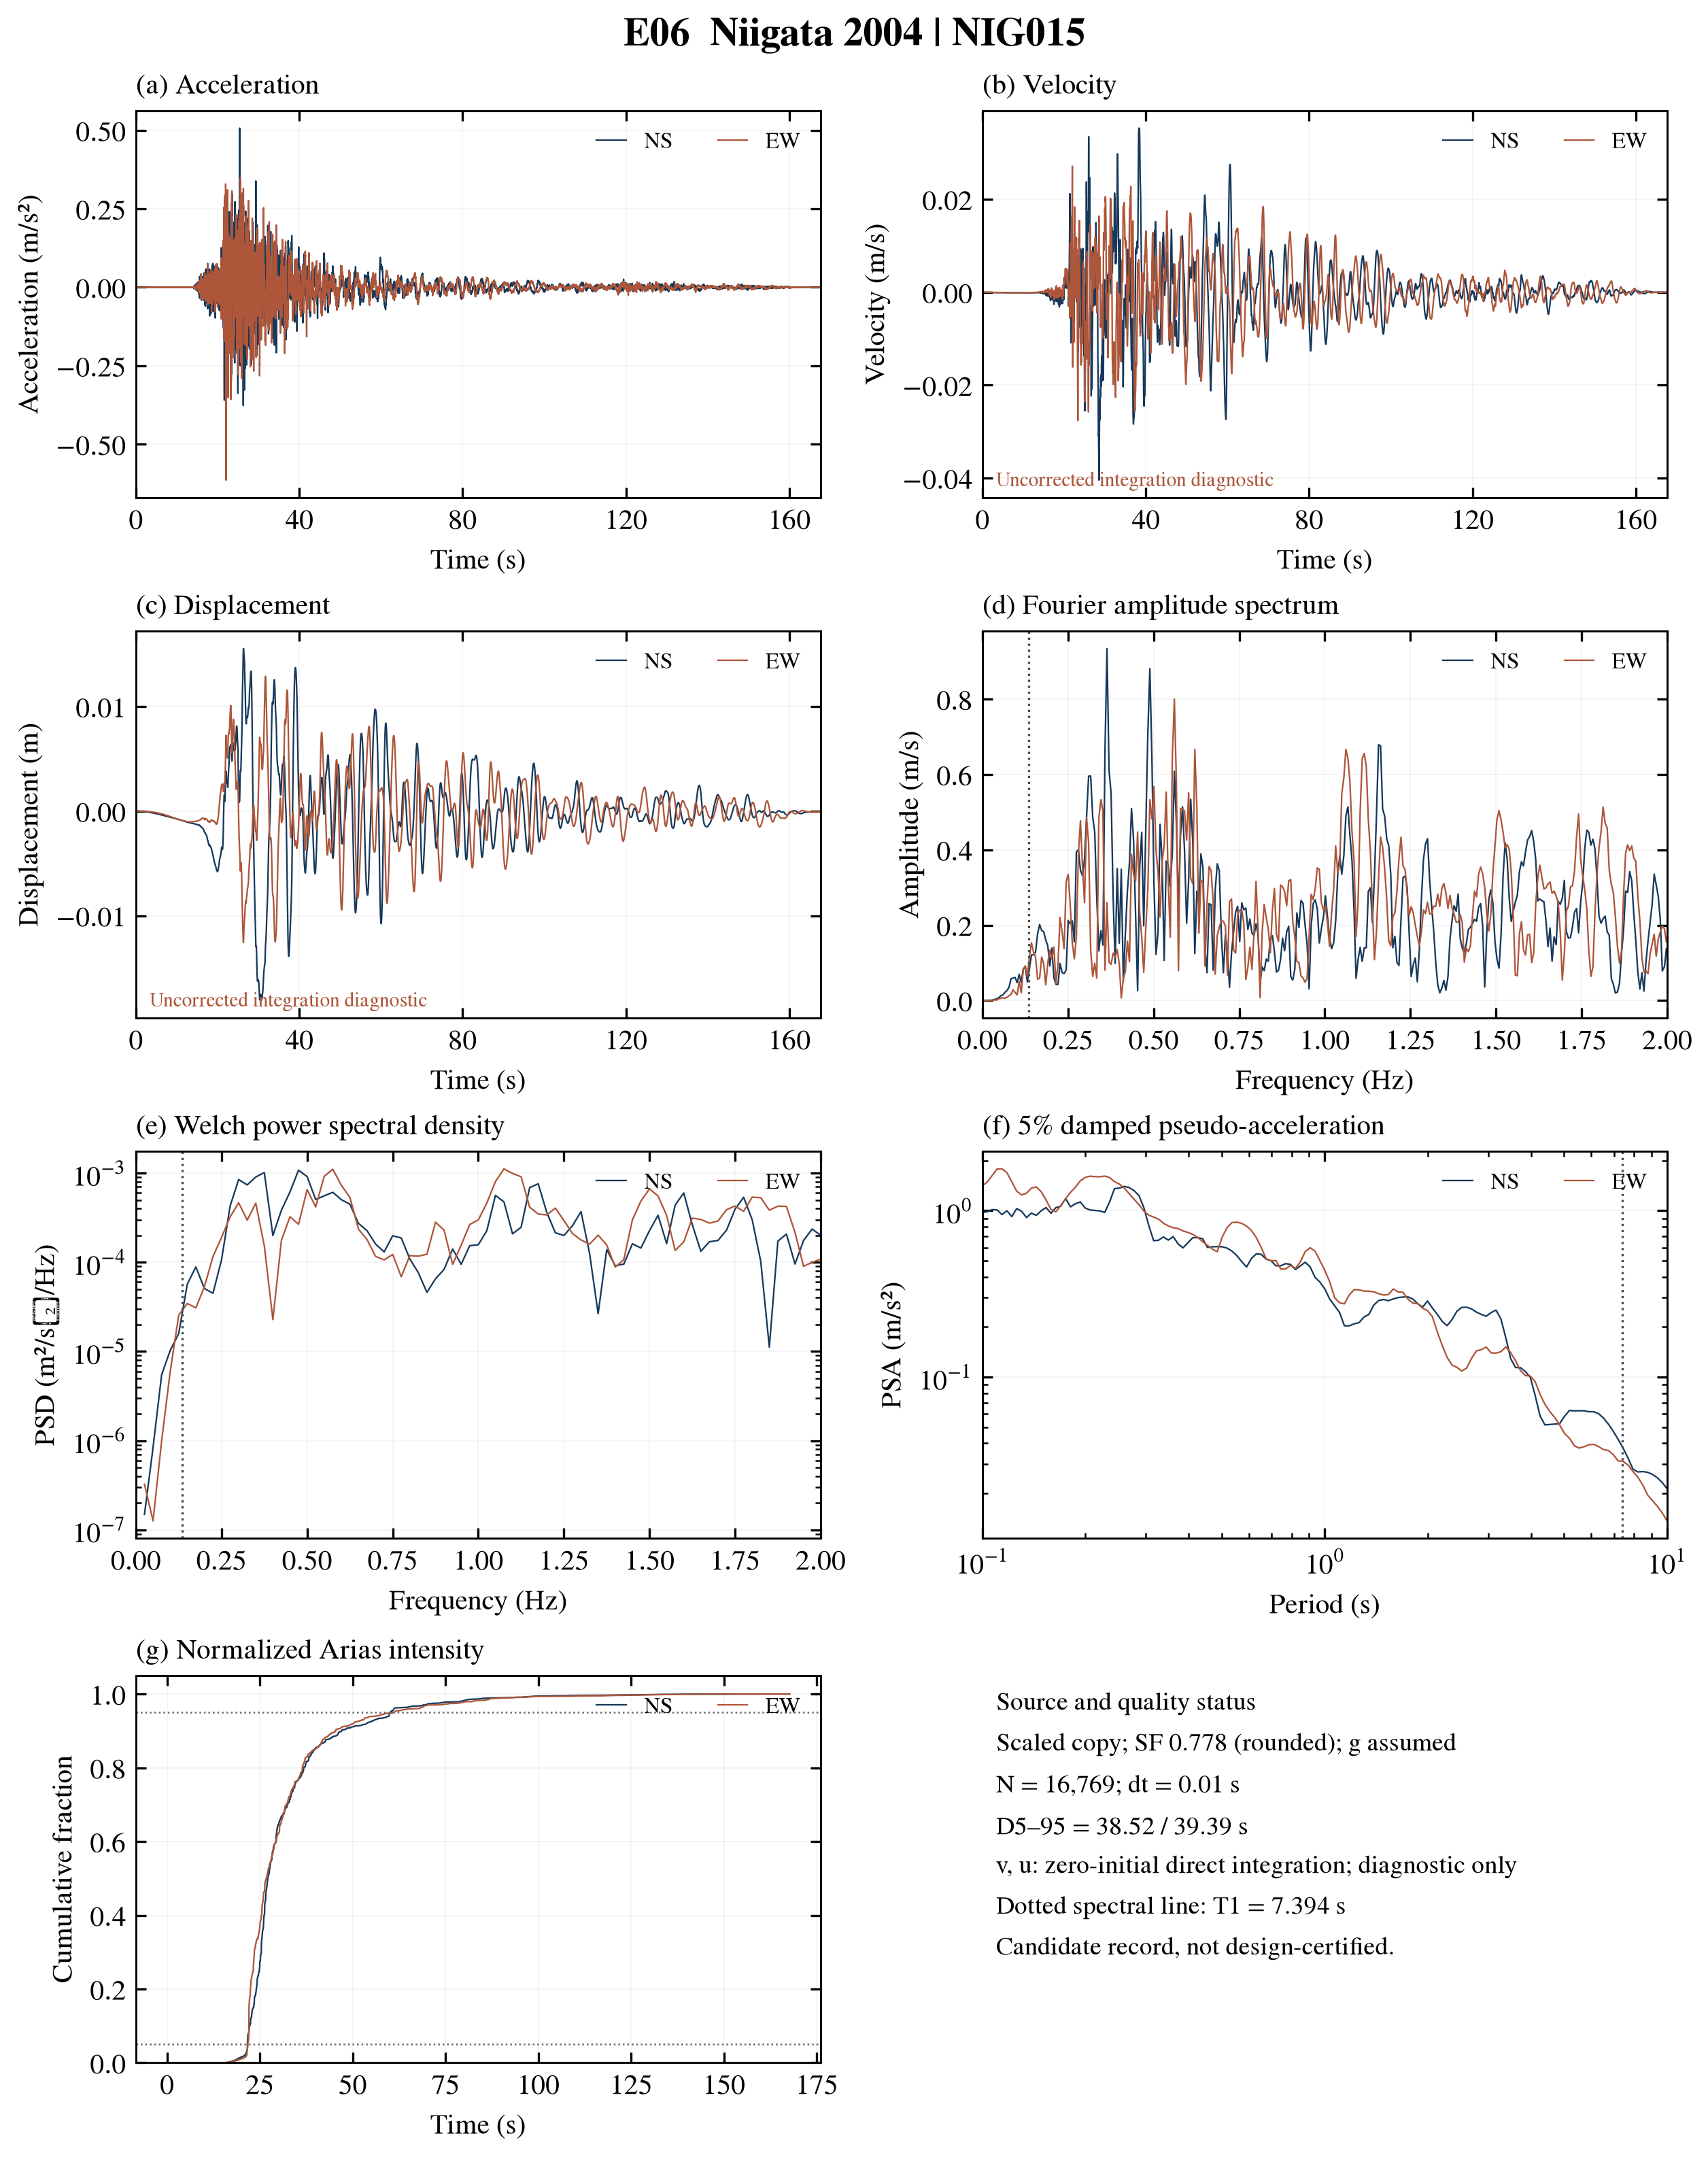 E06 Niigata 2004 | NIG015
(a) Acceleration
NS EW
Acceleration (m/s²)
0.50
0.25
0.00
−0.25
−0.50
0 40 80 120 160
Time (s)
(b) Velocity
NS EW
Velocity (m/s)
0.02
0.00
−0.02
−0.04
Uncorrected integration diagnostic
0 40 80 120 160
Time (s)
(c) Displacement
NS EW
Displacement (m)
0.01
0.00
−0.01
Uncorrected integration diagnostic
0 40 80 120 160
Time (s)
(d) Fourier amplitude spectrum
NS EW
Amplitude (m/s)
0.8
0.6
0.4
0.2
0.0
0.00 0.25 0.50 0.75 1.00 1.25 1.50 1.75 2.00
Frequency (Hz)
(e) Welch power spectral density
NS EW
PSD (m²/s/Hz)
10⁻³
10⁻⁴
10⁻⁵
10⁻⁶
10⁻⁷
0.00 0.25 0.50 0.75 1.00 1.25 1.50 1.75 2.00
Frequency (Hz)
(f) 5% damped pseudo-acceleration
NS EW
PSA (m/s²)
10⁰
10⁻¹
10⁻¹ 10⁰ 10¹
Period (s)
(g) Normalized Arias intensity
NS EW
Cumulative fraction
1.0
0.8
0.6
0.4
0.2
0.0
0 25 50 75 100 125 150 175
Time (s)
Source and quality status
Scaled copy; SF 0.778 (rounded); g assumed
N = 16,769; dt = 0.01 s
D5–95 = 38.52 / 39.39 s
v, u: zero-initial direct integration; diagnostic only
Dotted spectral line: T1 = 7.394 s
Candidate record, not design-certified.